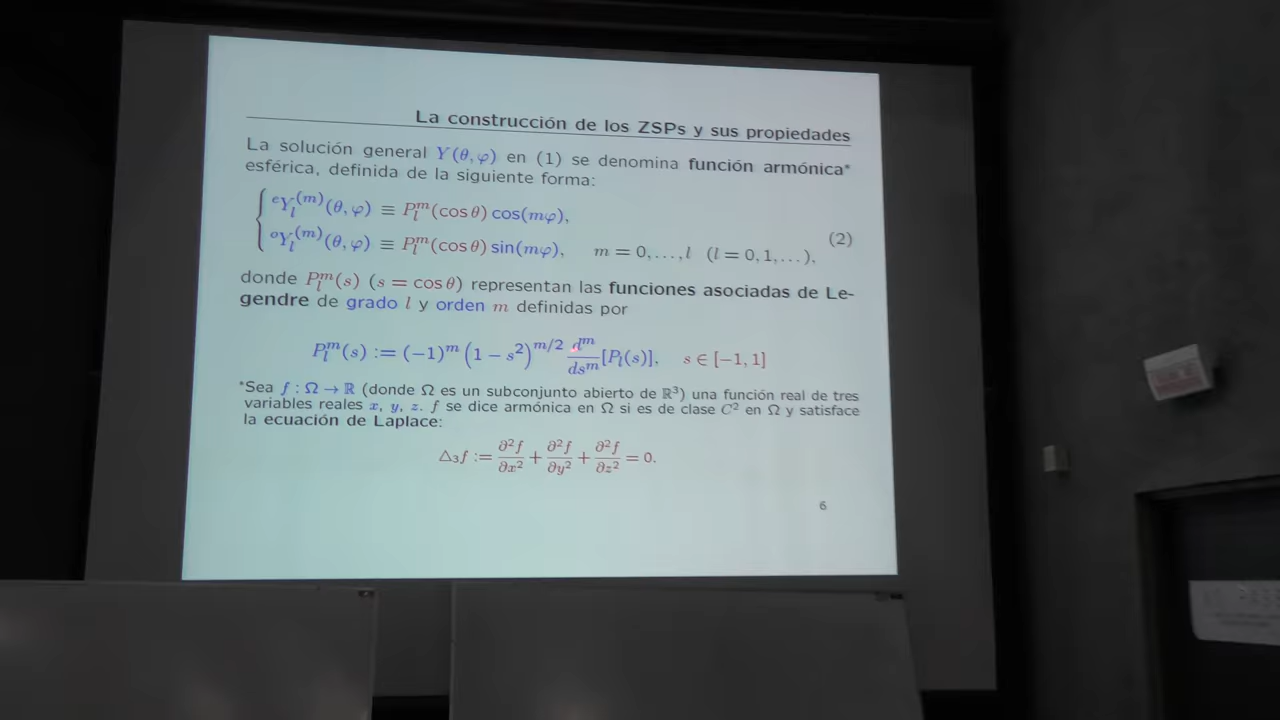 La construcción de los ZSPs y sus propiedades
La solución general Y(θ, φ) en (1) se denomina función armónica*
esférica, definida de la siguiente forma:
ᵉY_l^(m)(θ, φ) ≡ P_l^m(cos θ) cos(mφ),
ᵒY_l^(m)(θ, φ) ≡ P_l^m(cos θ) sin(mφ), m = 0, . . . , l (l = 0, 1, . . . ), (2)
donde P_l^m(s) (s = cos θ) representan las funciones asociadas de Le-
gendre de grado l y orden m definidas por
P_l^m(s) := (−1)^m (1 − s²)^{m/2} d^m/ds^m [P_l(s)], s ∈ [−1, 1]
*Sea f : Ω → ℝ (donde Ω es un subconjunto abierto de ℝ³) una función real de tres
variables reales x, y, z. f se dice armónica en Ω si es de clase C² en Ω y satisface
la ecuación de Laplace:
△₃f := ∂²f/∂x² + ∂²f/∂y² + ∂²f/∂z² = 0.
6